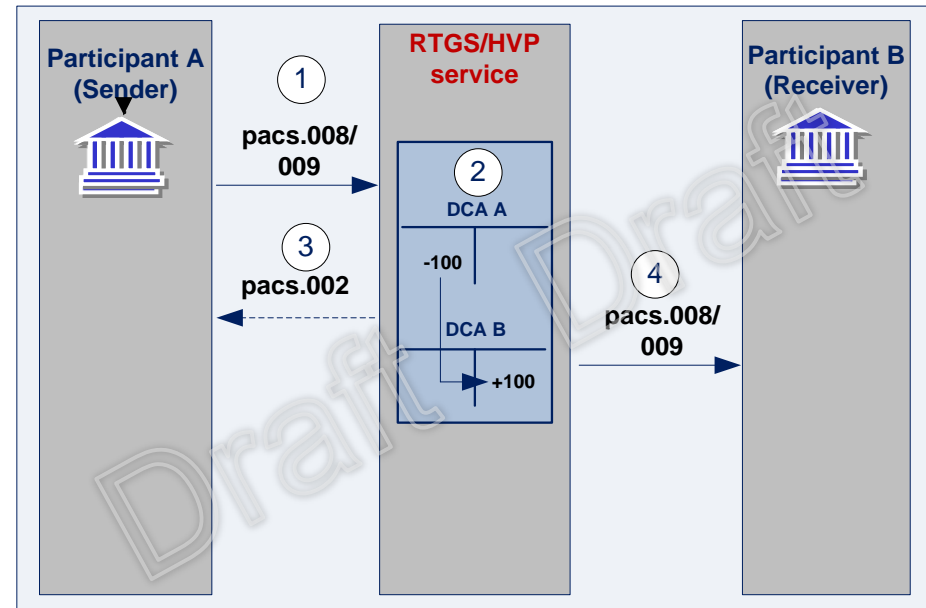 Participant A
(Sender)
1
pacs.008/
009
3
pacs.002
RTGS/HVP
service
2
DCA A
-100
DCA B
+100
4
pacs.008/
009
Participant B
(Receiver)
Draft
Draft